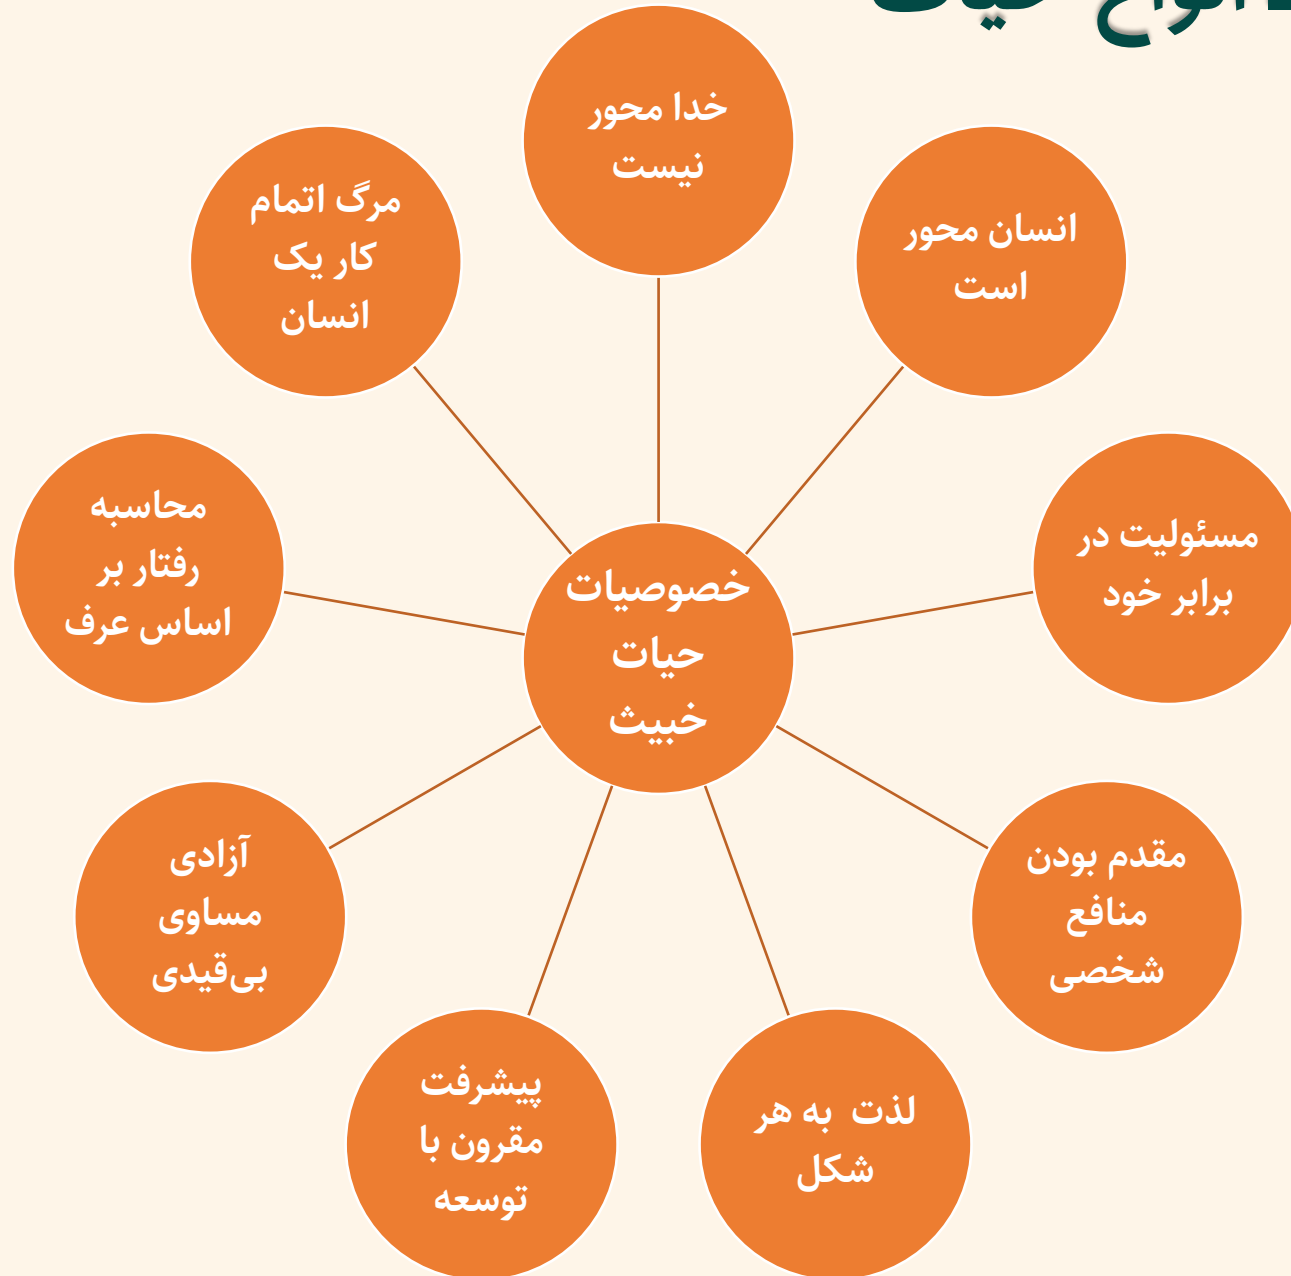 انواع حیات
خدا محور
نیست
انسان محور
است
مسئولیت در
برابر خود
مقدم بودن
منافع
شخصی
لذت به هر
شکل
پیشرفت
مقرون با
توسعه
آزادی
مساوی
بی‌قیدی
محاسبه
رفتار بر
اساس عرف
مرگ اتمام
کار یک
انسان
خصوصیات
حیات
خبیث